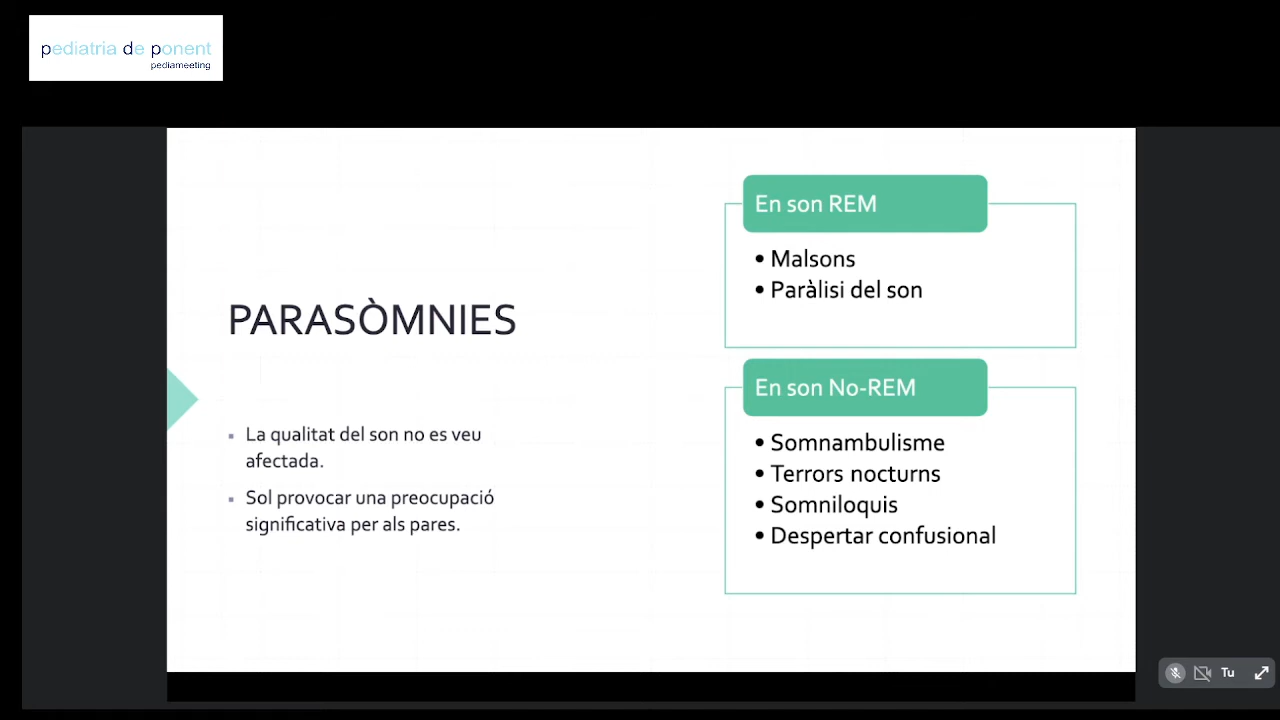 pediatria de ponent
pediameeting
PARASÒMNIES
▪ La qualitat del son no es veu
afectada.
▪ Sol provocar una preocupació
significativa per als pares.
En son REM
• Malsons
• Paràlisi del son
En son No-REM
• Somnambulisme
• Terrors nocturns
• Somniloquis
• Despertar confusional
Tu